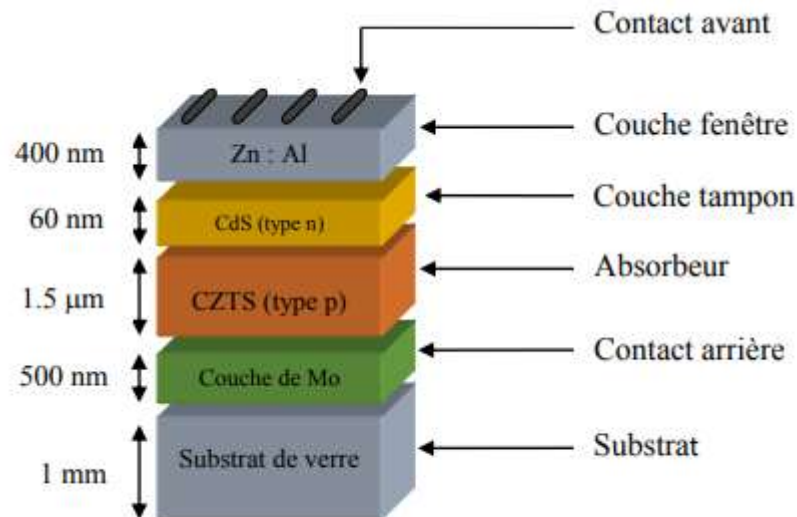 Contact avant
Couche fenêtre
400 nm
Zn : Al
Couche tampon
60 nm
CdS (type n)
Absorbeur
1.5 μm
CZTS (type p)
Contact arrière
500 nm
Couche de Mo
Substrat
Substrat de verre
1 mm